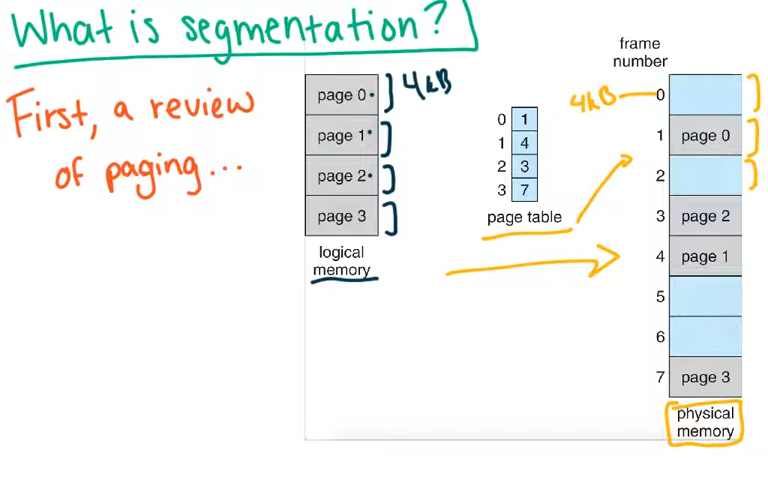 What is segmentation?
First, a review
of paging...
page 0
page 1
page 2
page 3
4kB
logical
memory
0 1
1 4
2 3
3 7
page table
frame
number
4kB
0
1 page 0
2
3 page 2
4 page 1
5
6
7 page 3
physical
memory